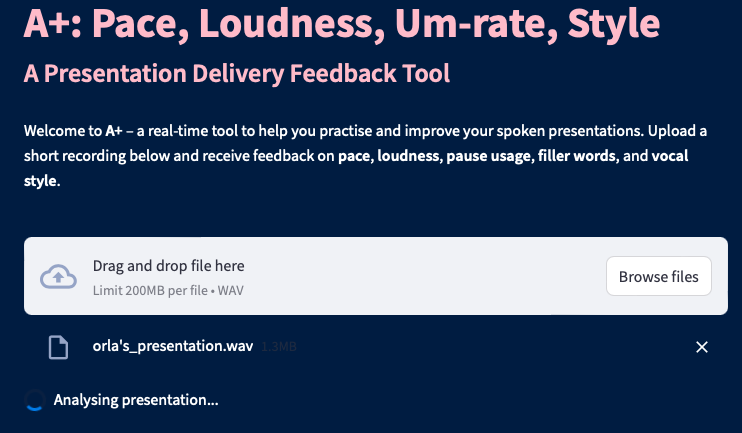 A+: Pace, Loudness, Um-rate, Style
A Presentation Delivery Feedback Tool
Welcome to A+ – a real-time tool to help you practise and improve your spoken presentations. Upload a
short recording below and receive feedback on pace, loudness, pause usage, filler words, and vocal
style.
Drag and drop file here
Limit 200MB per file • WAV
Browse files
orla's_presentation.wav 1.3MB
Analysing presentation...